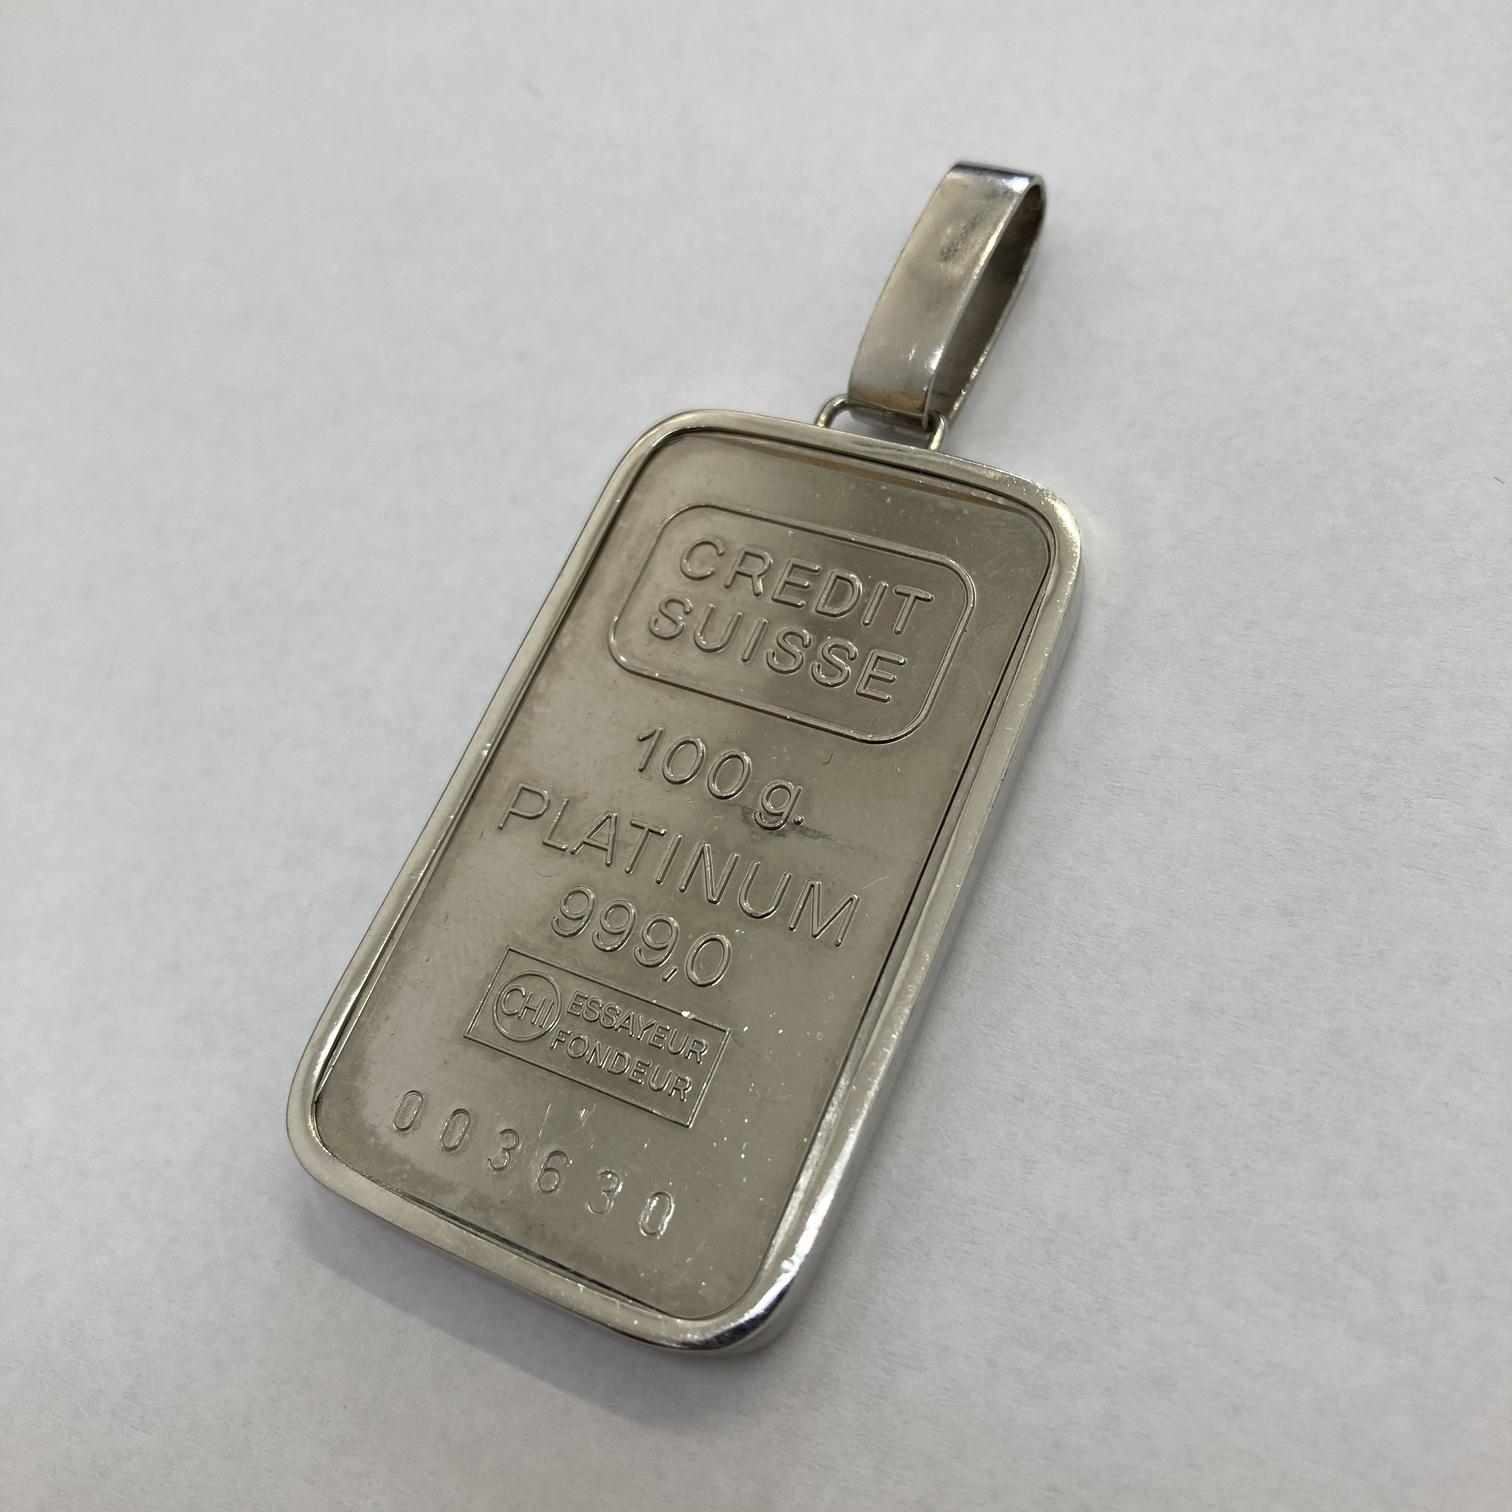 CREDIT
SUISSE
100 g.
PLATINUM
999,0
CHI ESSAYEUR
FONDEUR
003630